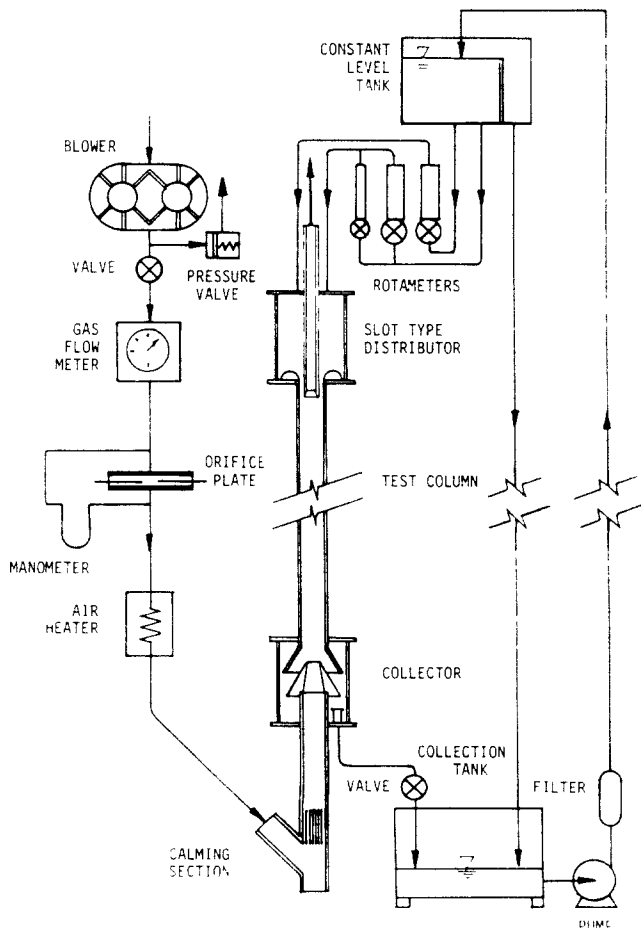 CONSTANT
LEVEL
TANK
BLOWER
VALVE
PRESSURE
VALVE
ROTAMETERS
GAS
FLOW
METER
SLOT TYPE
DISTRIBUTOR
ORIFICE
PLATE
TEST COLUMN
MANOMETER
AIR
HEATER
COLLECTOR
COLLECTION
TANK
VALVE
FILTER
CALMING
SECTION